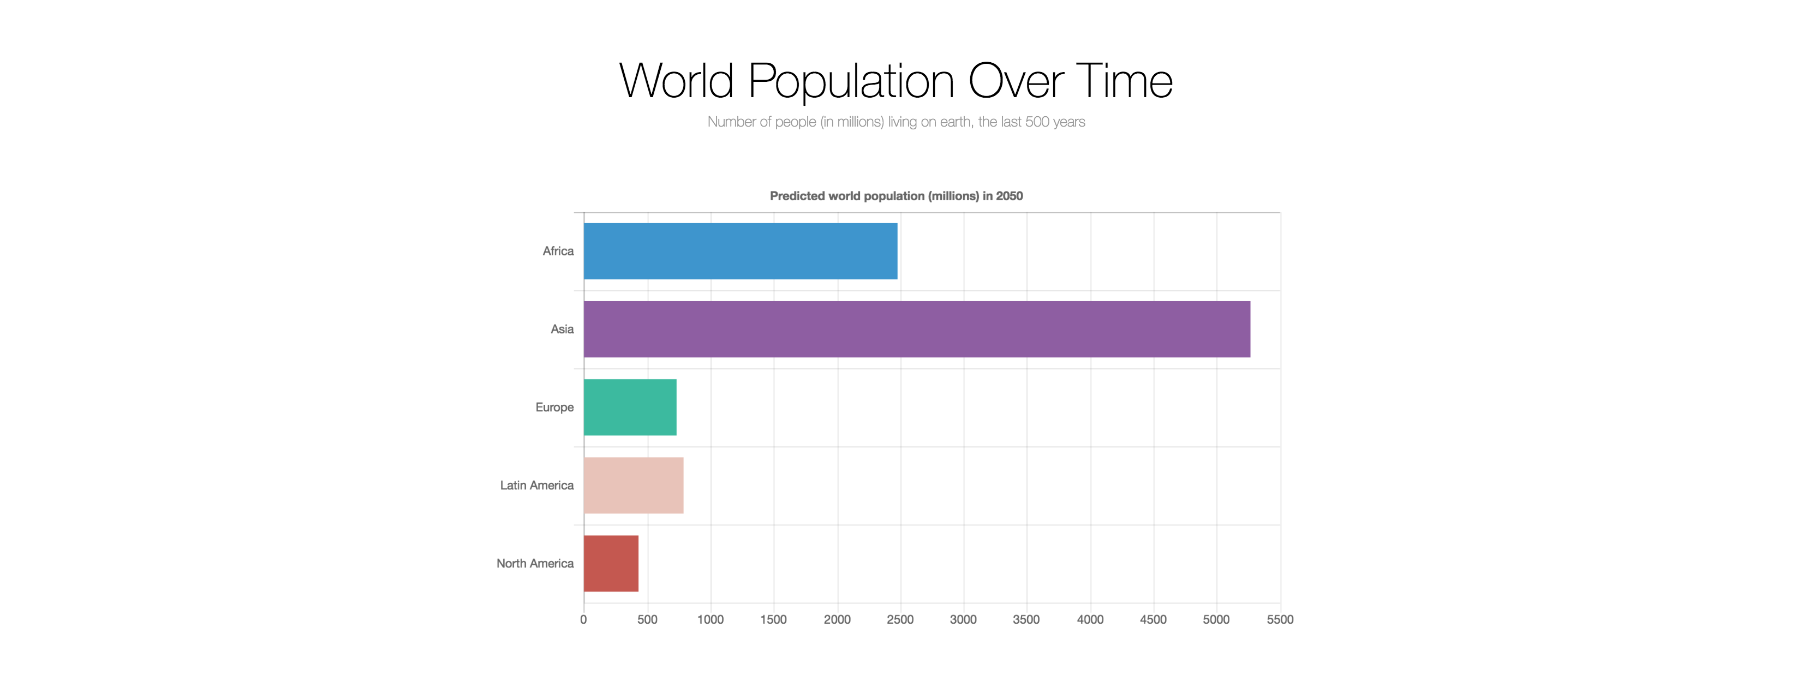 World Population Over Time
Number of people (in millions) living on earth, the last 500 years
Predicted world population (millions) in 2050
Africa
Asia
Europe
Latin America
North America
0 500 1000 1500 2000 2500 3000 3500 4000 4500 5000 5500